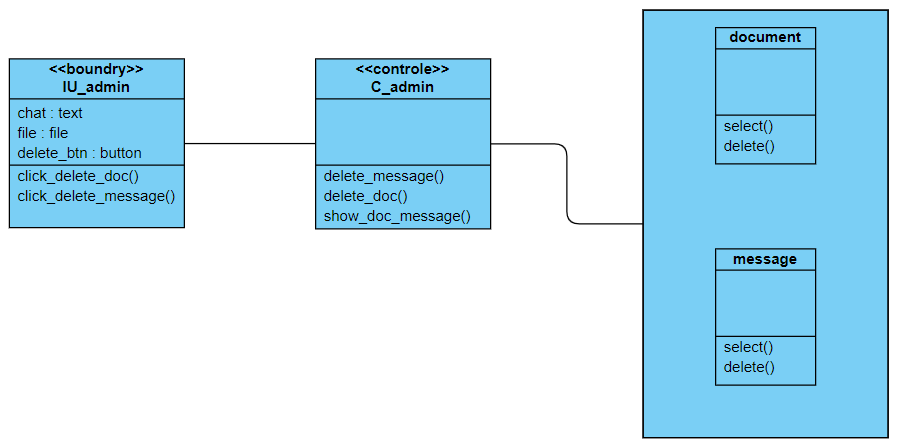 <<boundry>>
IU_admin
chat : text
file : file
delete_btn : button
click_delete_doc()
click_delete_message()
<<controle>>
C_admin
delete_message()
delete_doc()
show_doc_message()
document
select()
delete()
message
select()
delete()